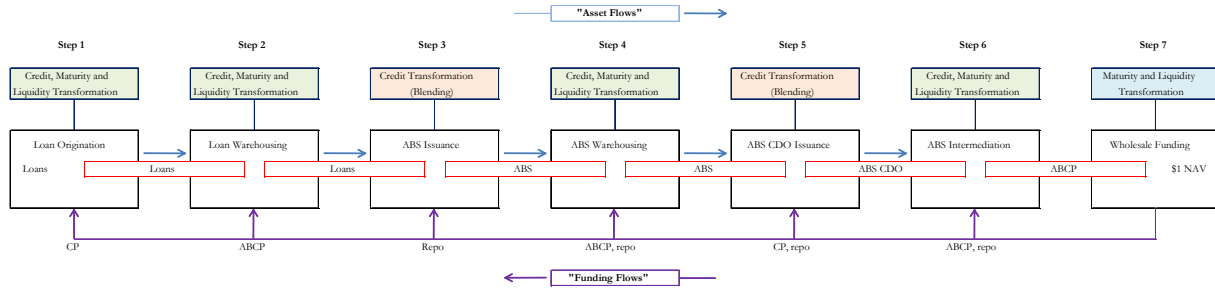 "Asset Flows"
Step 1
Step 2
Step 3
Step 4
Step 5
Step 6
Step 7
Credit, Maturity and
Liquidity Transformation
Credit, Maturity and
Liquidity Transformation
Credit Transformation
(Blending)
Credit, Maturity and
Liquidity Transformation
Credit Transformation
(Blending)
Credit, Maturity and
Liquidity Transformation
Maturity and Liquidity
Transformation
Loan Origination
Loan Warehousing
ABS Issuance
ABS Warehousing
ABS CDO Issuance
ABS Intermediation
Wholesale Funding
Loans
Loans
Loans
ABS
ABS
ABS CDO
ABCP
$1 NAV
CP
ABCP
Repo
ABCP, repo
CP, repo
ABCP, repo
"Funding Flows"